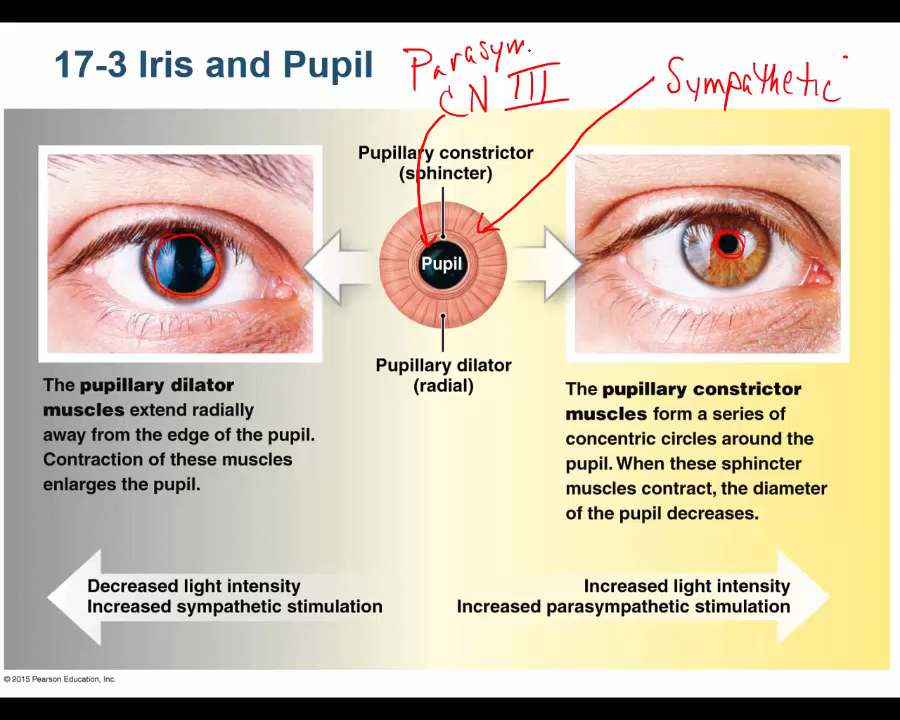 17-3 Iris and Pupil
Parasym.
CN III
Sympathetic
Pupillary constrictor
(sphincter)
Pupil
Pupillary dilator
(radial)
The pupillary dilator
muscles extend radially
away from the edge of the pupil.
Contraction of these muscles
enlarges the pupil.
The pupillary constrictor
muscles form a series of
concentric circles around the
pupil. When these sphincter
muscles contract, the diameter
of the pupil decreases.
Decreased light intensity
Increased sympathetic stimulation
Increased light intensity
Increased parasympathetic stimulation
© 2015 Pearson Education, Inc.